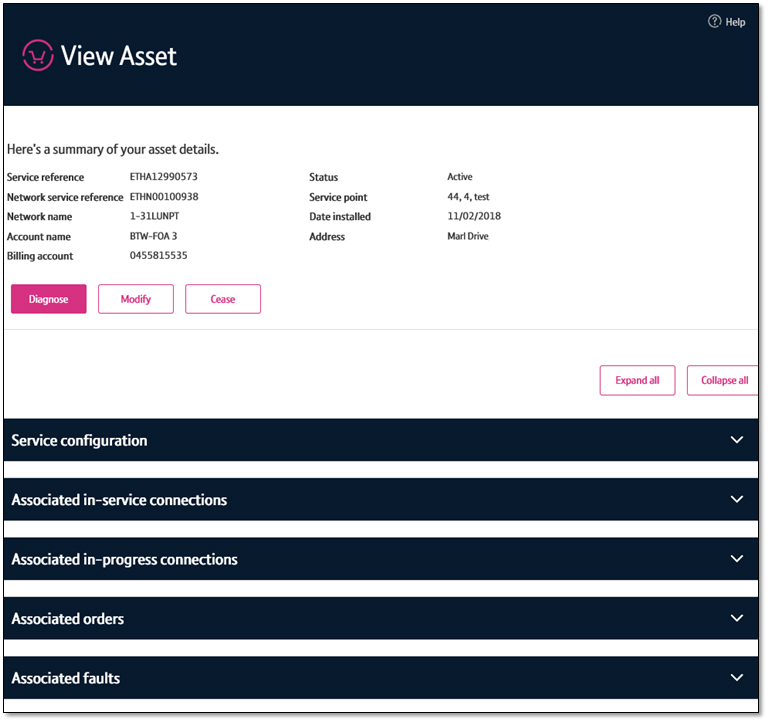 Help
View Asset
Here's a summary of your asset details.
Service reference ETHA12990573 Status Active
Network service reference ETHN00100938 Service point 44, 4, test
Network name 1-31LUNPT Date installed 11/02/2018
Account name BTW-FOA 3 Address Marl Drive
Billing account 0455815535
Diagnose Modify Cease
Expand all Collapse all
Service configuration
Associated in-service connections
Associated in-progress connections
Associated orders
Associated faults